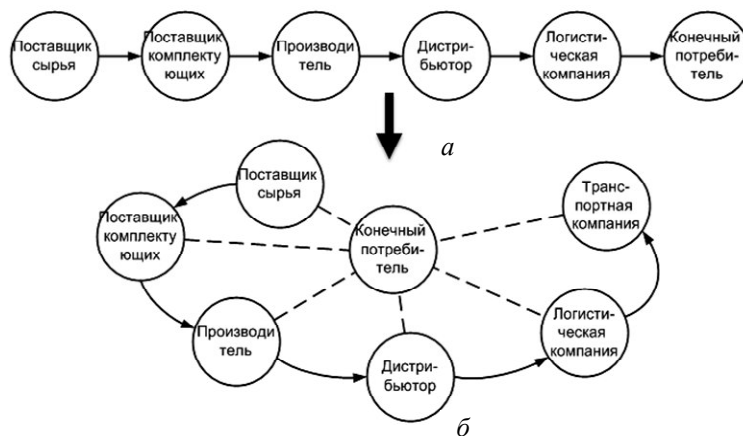 Поставщик
сырья
Поставщик
комплекту
ющих
Производи
тель
Дистри-
бьютор
Логисти-
ческая
компания
Конечный
потреби-
тель
а
Поставщик
сырья
Поставщик
комплекту
ющих
Конечный
потреби-
тель
Транс-
портная
компания
Производи
тель
Дистри-
бьютор
Логисти-
ческая
компания
б